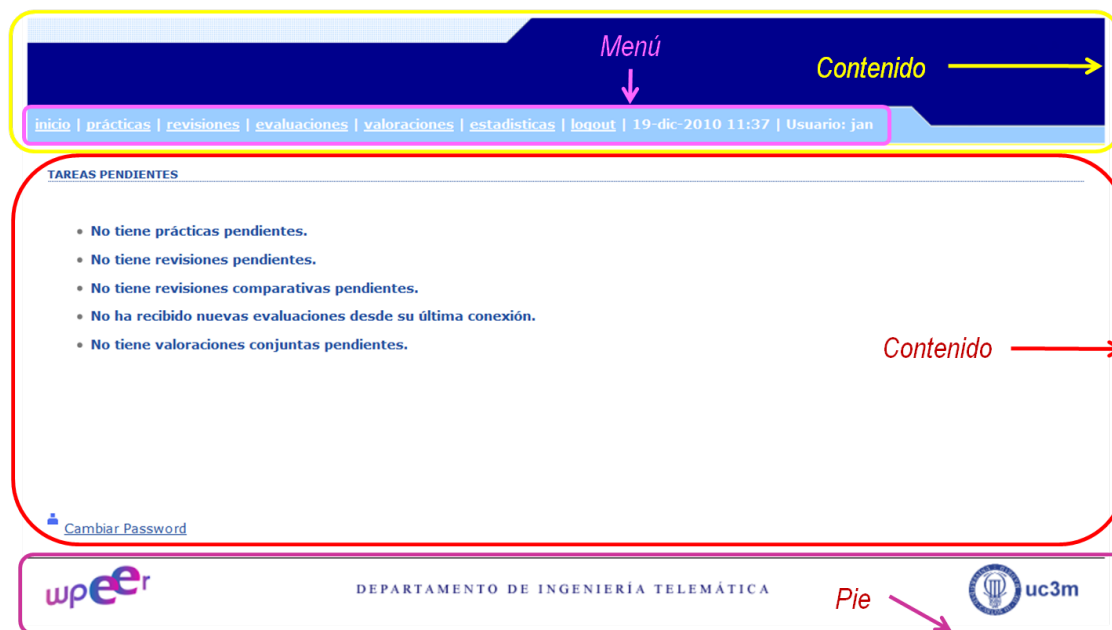 Menú
Contenido
inicio | prácticas | revisiones | evaluaciones | valoraciones | estadisticas | logout | 19-dic-2010 11:37 | Usuario: jan
TAREAS PENDIENTES
• No tiene prácticas pendientes.
• No tiene revisiones pendientes.
• No tiene revisiones comparativas pendientes.
• No ha recibido nuevas evaluaciones desde su última conexión.
• No tiene valoraciones conjuntas pendientes.
Contenido
Cambiar Password
wpeer
DEPARTAMENTO DE INGENIERÍA TELEMÁTICA
Pie
uc3m